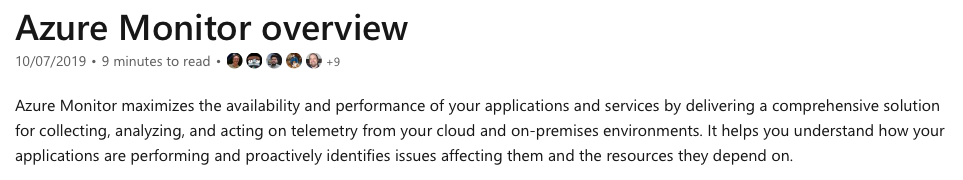 Azure Monitor overview
10/07/2019 • 9 minutes to read • +9
Azure Monitor maximizes the availability and performance of your applications and services by delivering a comprehensive solution
for collecting, analyzing, and acting on telemetry from your cloud and on-premises environments. It helps you understand how your
applications are performing and proactively identifies issues affecting them and the resources they depend on.